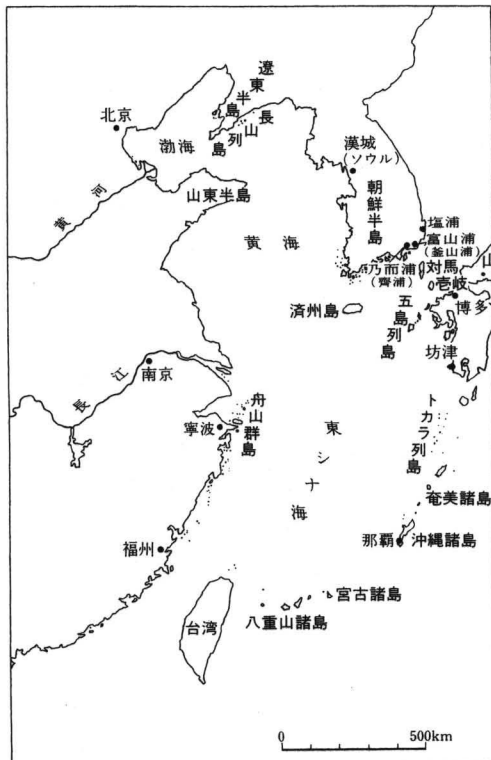 遼東半島
長山列島
北京
渤海
漢城
(ソウル)
朝鮮半島
黄河
山東半島
塩浦
富山浦
(釜山浦)
黄海
乃而浦
(薺浦)
対馬
山
壱岐
博多
済州島
五島列島
坊津
長江
南京
舟山群島
寧波
トカラ列島
東シナ海
奄美諸島
那覇
沖縄諸島
福州
宮古諸島
八重山諸島
台湾
0
500km